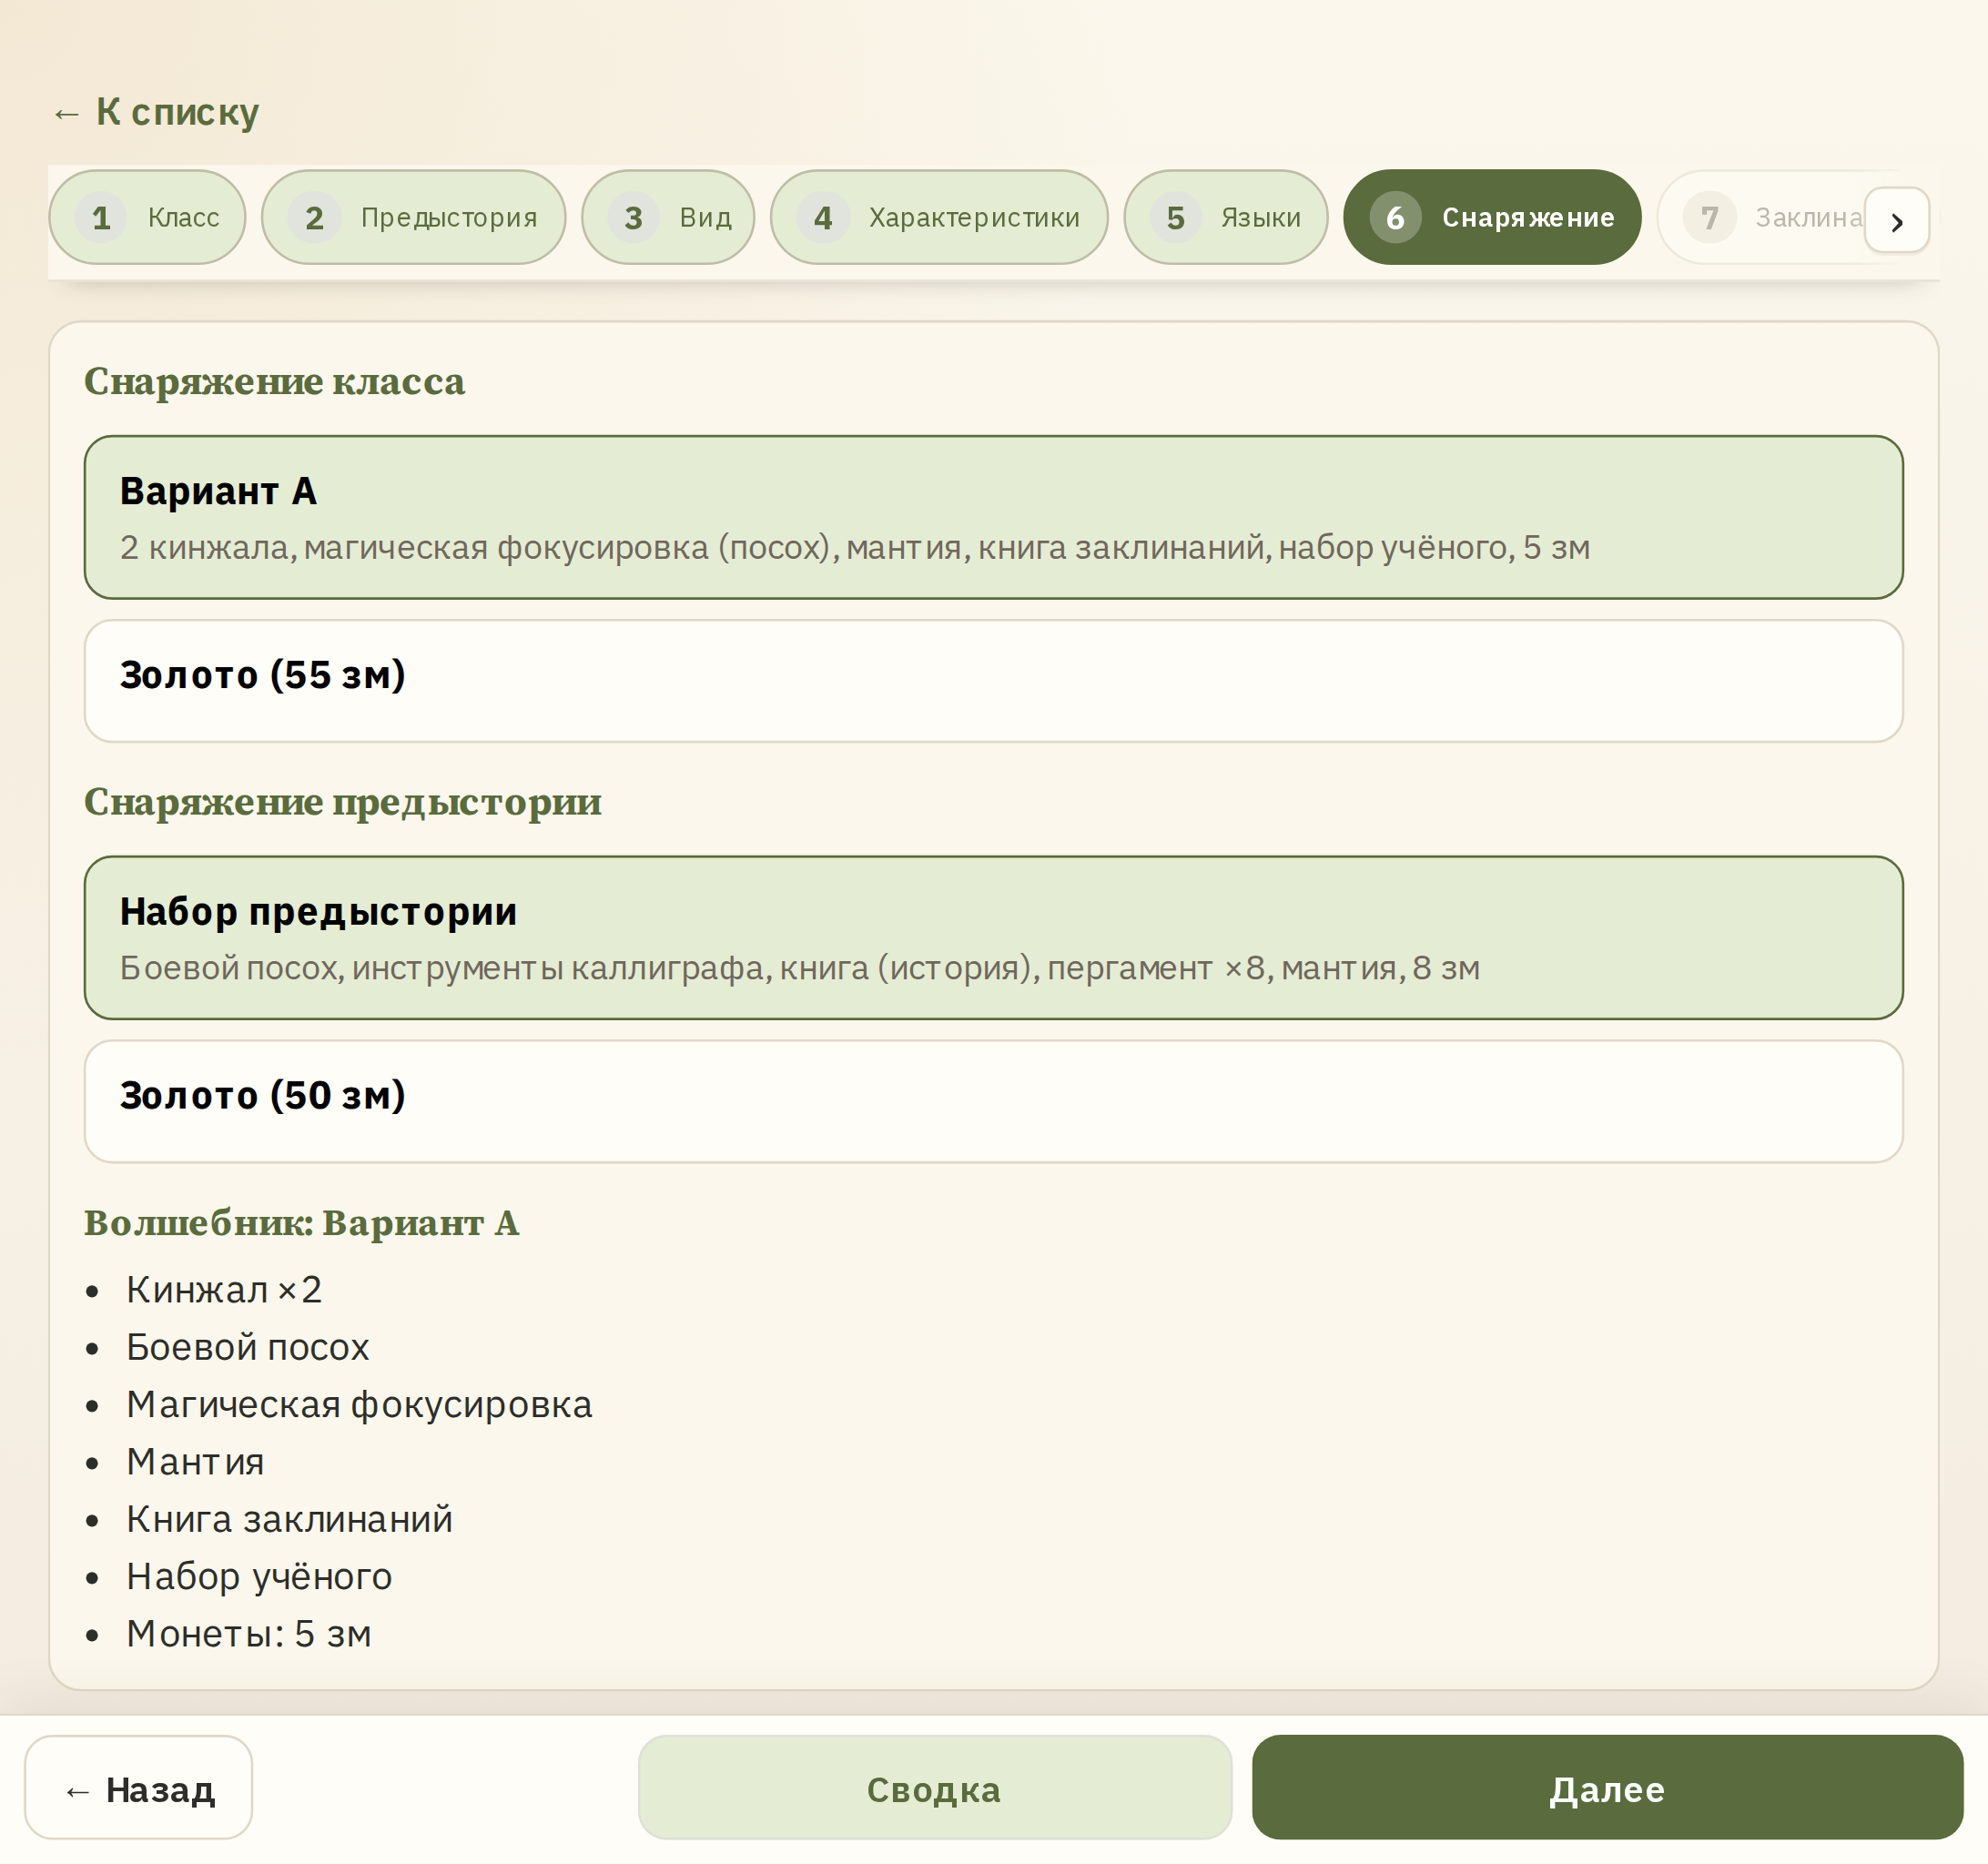 ← К списку
1 Класс 2 Предыстория 3 Вид 4 Характеристики 5 Языки 6 Снаряжение 7 Заклина ›
Снаряжение класса
Вариант А
2 кинжала, магическая фокусировка (посох), мантия, книга заклинаний, набор учёного, 5 зм
Золото (55 зм)
Снаряжение предыстории
Набор предыстории
Боевой посох, инструменты каллиграфа, книга (история), пергамент ×8, мантия, 8 зм
Золото (50 зм)
Волшебник: Вариант А
• Кинжал ×2
• Боевой посох
• Магическая фокусировка
• Мантия
• Книга заклинаний
• Набор учёного
• Монеты: 5 зм
← Назад Сводка Далее